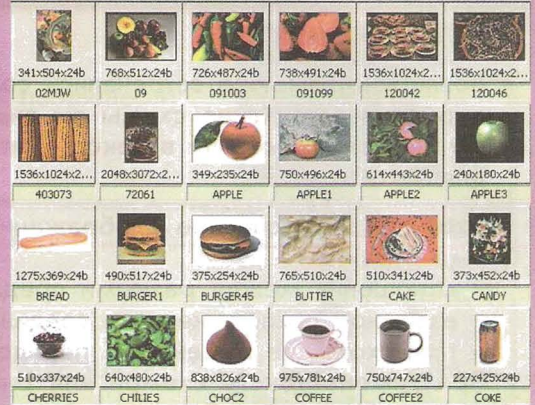 341x504x24b 768x512x24b 726x487x24b 738x491x24b 1536x1024x2... 1536x1024x2...
02MJW 09 091003 091099 120042 120046
1536x1024x2... 2048x3072x2... 349x235x24b 750x496x24b 614x443x24b 240x180x24b
403073 72061 APPLE APPLE1 APPLE2 APPLE3
1275x369x24b 490x517x24b 375x254x24b 765x510x24b 510x341x24b 373x452x24b
BREAD BURGER1 BURGER45 BUTTER CAKE CANDY
510x337x24b 640x480x24b 838x826x24b 975x781x24b 750x747x24b 227x425x24b
CHERRIES CHILIES CHOC2 COFFEE COFFEE2 COKE